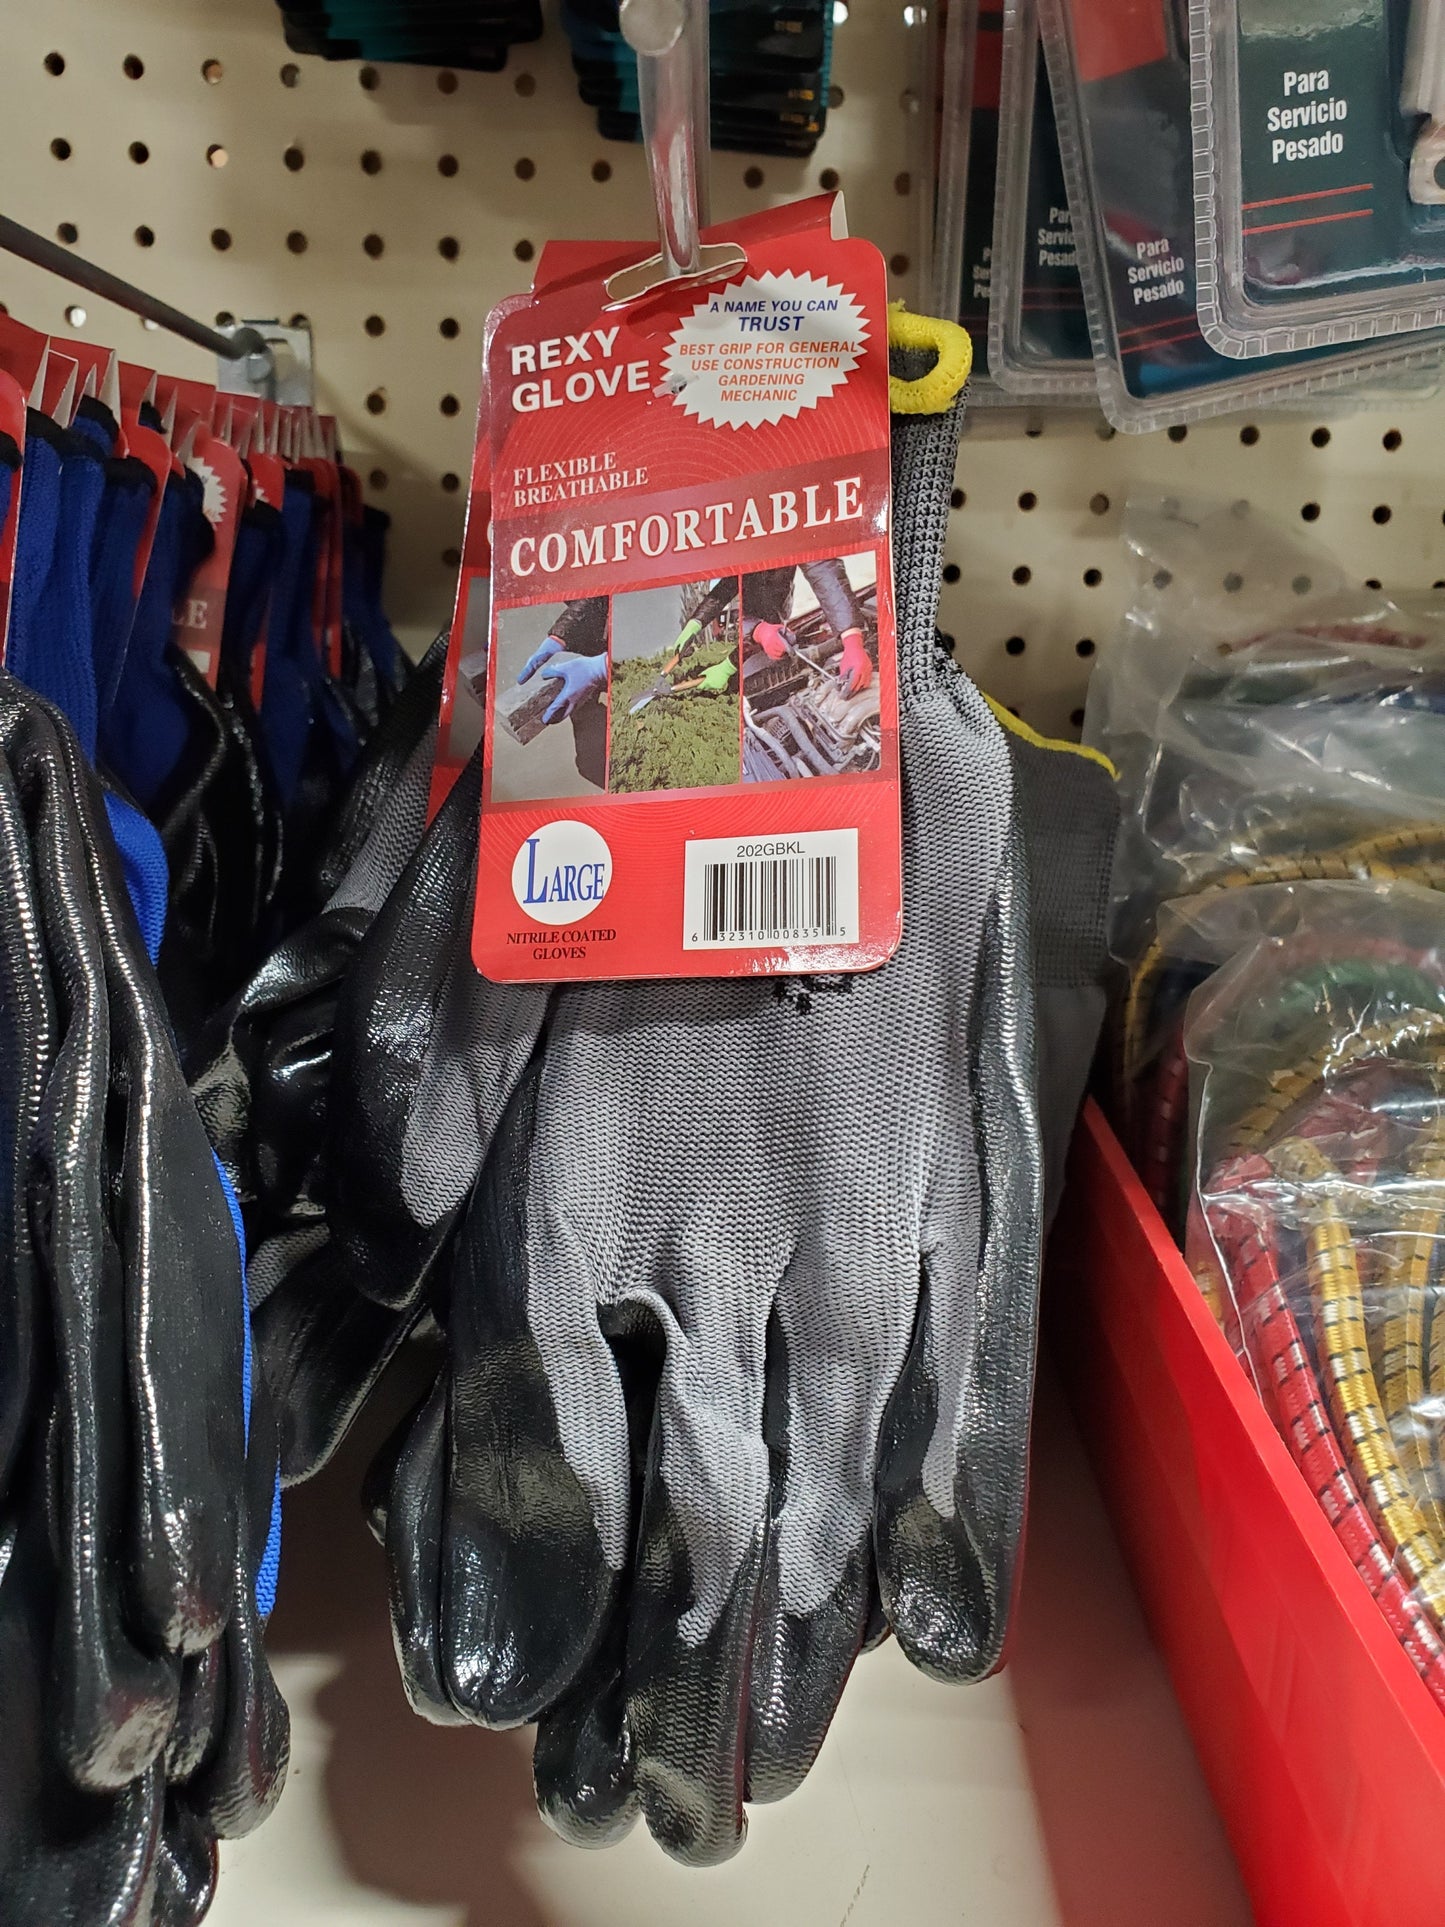 REXY
GLOVE
A NAME YOU CAN
TRUST
BEST GRIP FOR GENERAL
USE CONSTRUCTION
GARDENING
MECHANIC
FLEXIBLE
BREATHABLE
COMFORTABLE
LARGE
NITRILE COATED
GLOVES
202GBKL
6 32310 00835 5
Para
Servicio
Pesado
Para
Servicio
Pesado